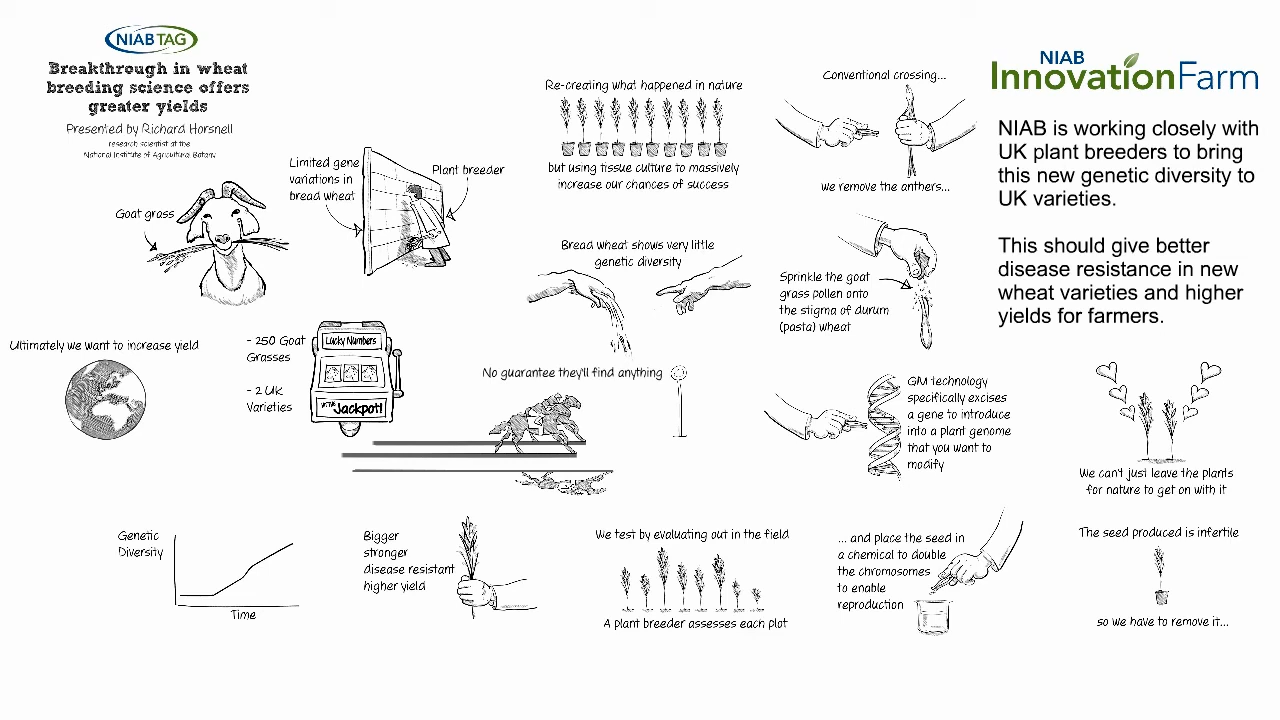 NIAB TAG
Breakthrough in wheat
breeding science offers
greater yields
Presented by Richard Horsnell
research scientist at the
National Institute of Agricultural Botany
Goat grass
Limited gene
variations in
bread wheat
Plant breeder
Re-creating what happened in nature
but using tissue culture to massively
increase our chances of success
Conventional crossing...
we remove the anthers...
NIAB
InnovationFarm
NIAB is working closely with
UK plant breeders to bring
this new genetic diversity to
UK varieties.
This should give better
disease resistance in new
wheat varieties and higher
yields for farmers.
Bread wheat shows very little
genetic diversity
Sprinkle the goat
grass pollen onto
the stigma of durum
(pasta) wheat
Ultimately we want to increase yield
- 250 Goat
Grasses
- 2 UK
Varieties
Lucky Numbers
Jackpot!
No guarantee they'll find anything
GM technology
specifically excises
a gene to introduce
into a plant genome
that you want to
modify
We can't just leave the plants
for nature to get on with it
Genetic
Diversity
Time
Bigger
stronger
disease resistant
higher yield
We test by evaluating out in the field
A plant breeder assesses each plot
... and place the seed in
a chemical to double
the chromosomes
to enable
reproduction
The seed produced is infertile
so we have to remove it...